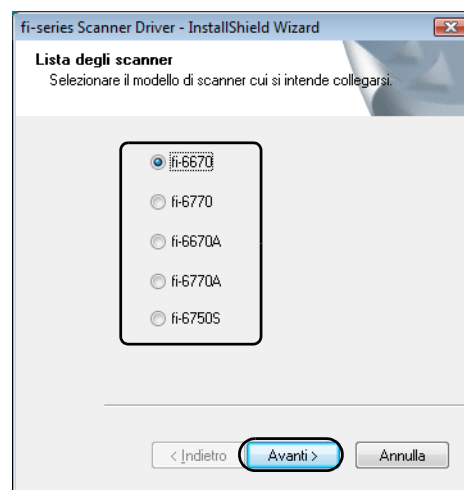 fi-series Scanner Driver - InstallShield Wizard
Lista degli scanner
Selezionare il modello di scanner cui si intende collegarsi.
fi-6670
fi-6770
fi-6670A
fi-6770A
fi-6750S
< Indietro
Avanti >
Annulla